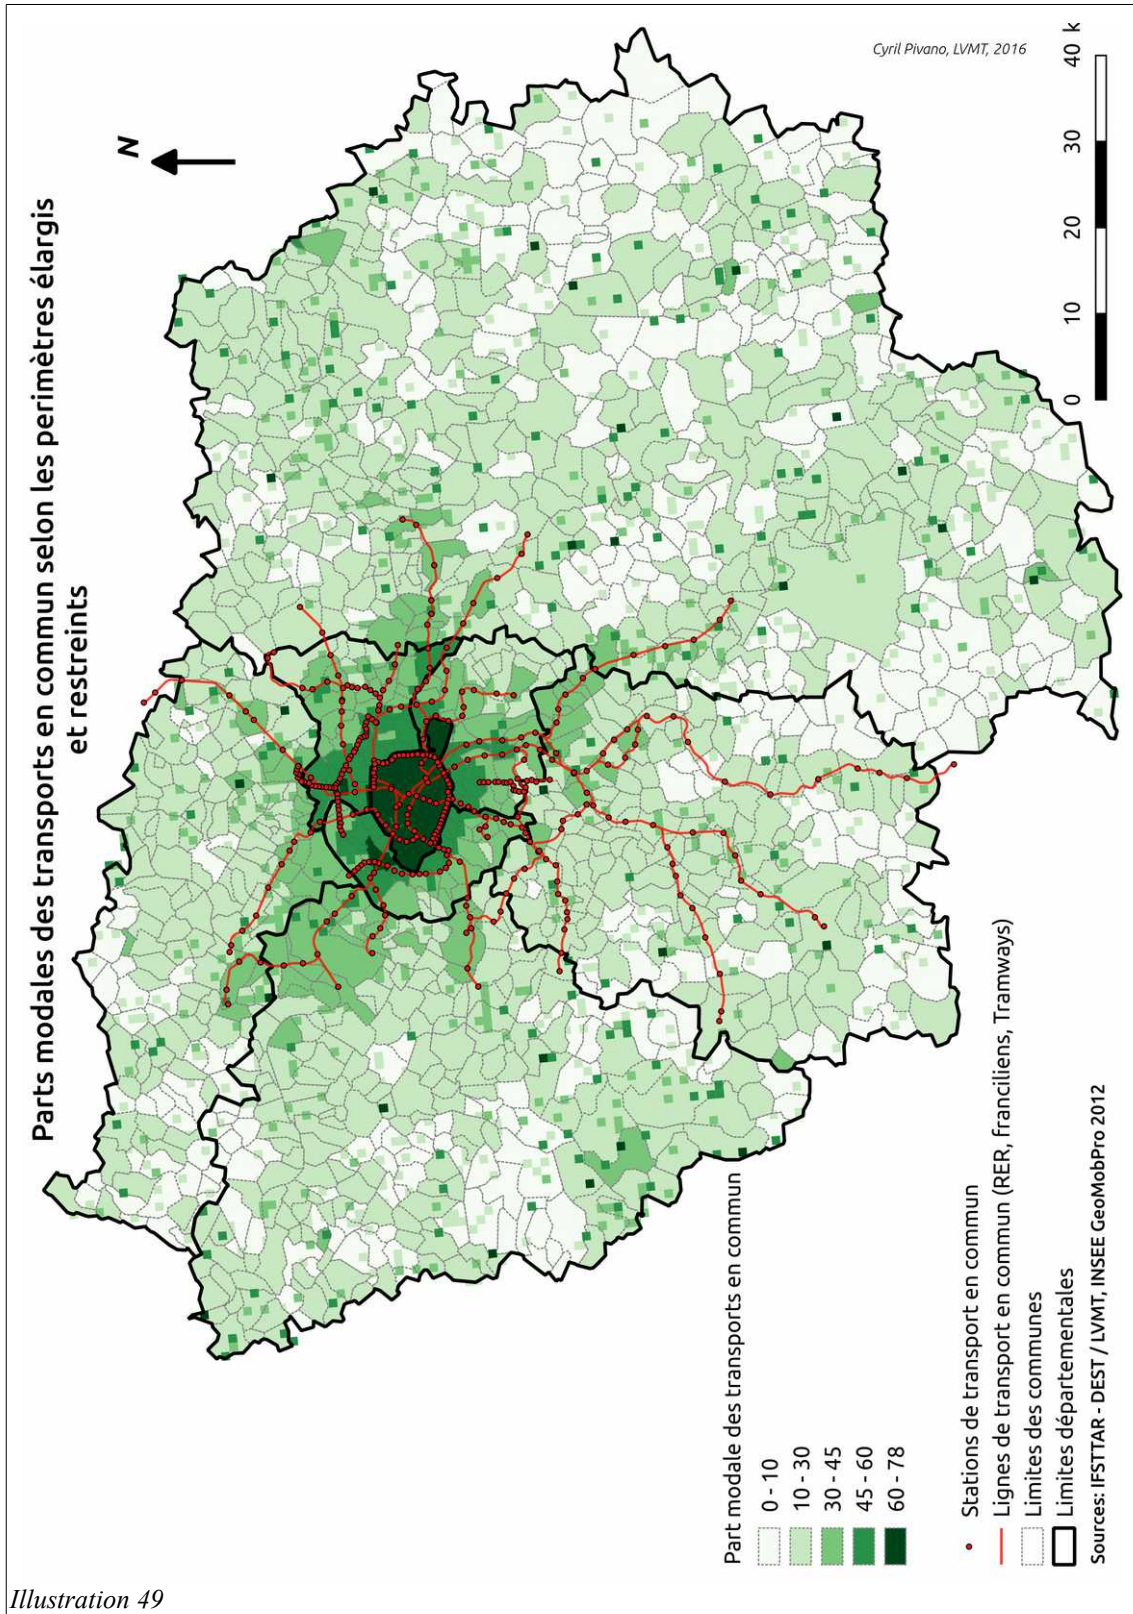 Parts modales des transports en commun selon les perimètres élargis
et restreints
N
Cyril Pivano, LVMT, 2016
0 10 20 30 40 k
Part modale des transports en commun
0 - 10
10 - 30
30 - 45
45 - 60
60 - 78
Stations de transport en commun
Lignes de transport en commun (RER, Franciliens, Tramways)
Limites des communes
Limites départementales
Sources: IFSTTAR - DEST / LVMT, INSEE GeoMobPro 2012
Illustration 49